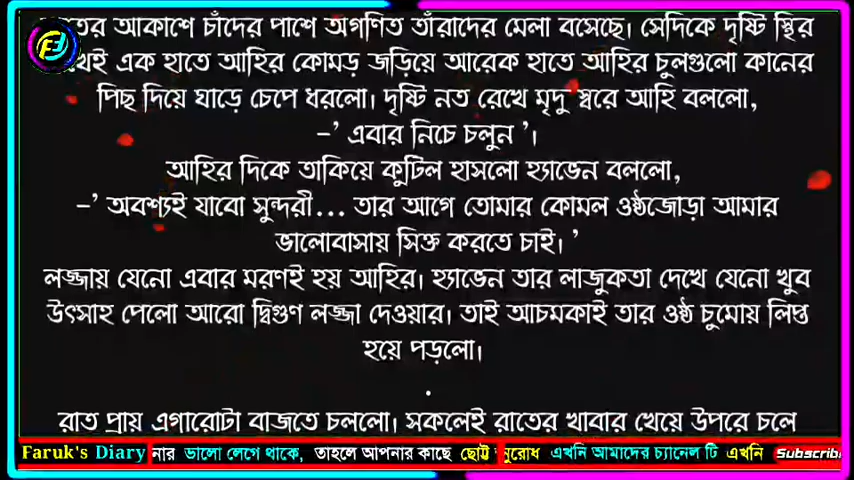 আকাশে চাঁদের পাশে অগণিত তাঁরাদের মেলা বসেছে। সেদিকে দৃষ্টি স্থির
এক হাতে আহির কোমড় জড়িয়ে আরেক হাতে আহির চুলগুলো কানের
পিছ দিয়ে ঘাড়ে চেপে ধরলো। দৃষ্টি নত রেখে মৃদু স্বরে আহি বললো,
–’ এবার নিচে চলুন ’।
আহির দিকে তাকিয়ে কুটিল হাসলো হ্যাভেন বললো,
–’ অবশ্যই যাবো সুন্দরী... তার আগে তোমার কোমল ওষ্ঠজোড়া আমার
ভালোবাসায় সিক্ত করতে চাই। ’
লজ্জায় যেনো এবার মরণই হয় আহির। হ্যাভেন তার লাজুকতা দেখে যেনো খুব
উৎসাহ পেলো আরো দ্বিগুণ লজ্জা দেওয়ার। তাই আচমকাই তার ওষ্ঠ চুমোয় লিপ্ত
হয়ে পড়লো।
.
রাত প্রায় এগারোটা বাজতে চললো। সকলেই রাতের খাবার খেয়ে উপরে চলে
Faruk's Diary নার ভালো লেগে থাকে, তাহলে আপনার কাছে ছোট্ট অনুরোধ এখনি আমাদের চ্যানেল টি এখনি Subscrib